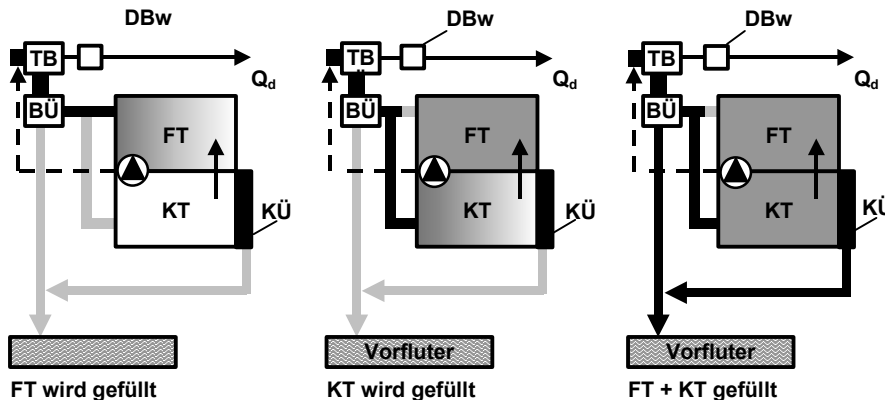 DBw
TB
Qd
BÜ
FT
KT
KÜ
FT wird gefüllt
DBw
TB
Qd
BÜ
FT
KT
KÜ
Vorfluter
KT wird gefüllt
DBw
TB
Qd
BÜ
FT
KT
KÜ
Vorfluter
FT + KT gefüllt